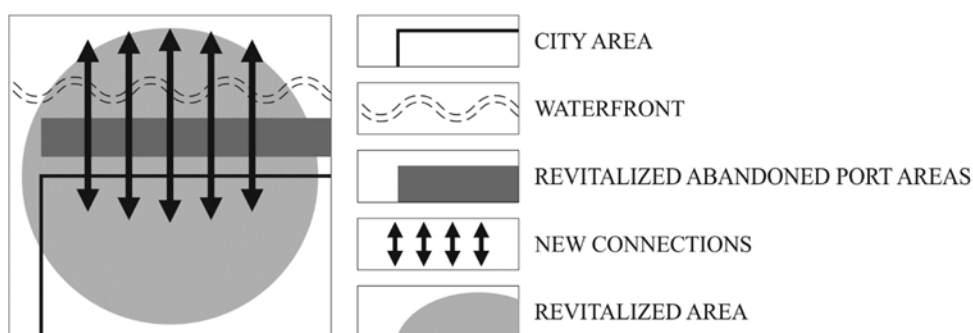 CITY AREA
WATERFRONT
REVITALIZED ABANDONED PORT AREAS
NEW CONNECTIONS
REVITALIZED AREA